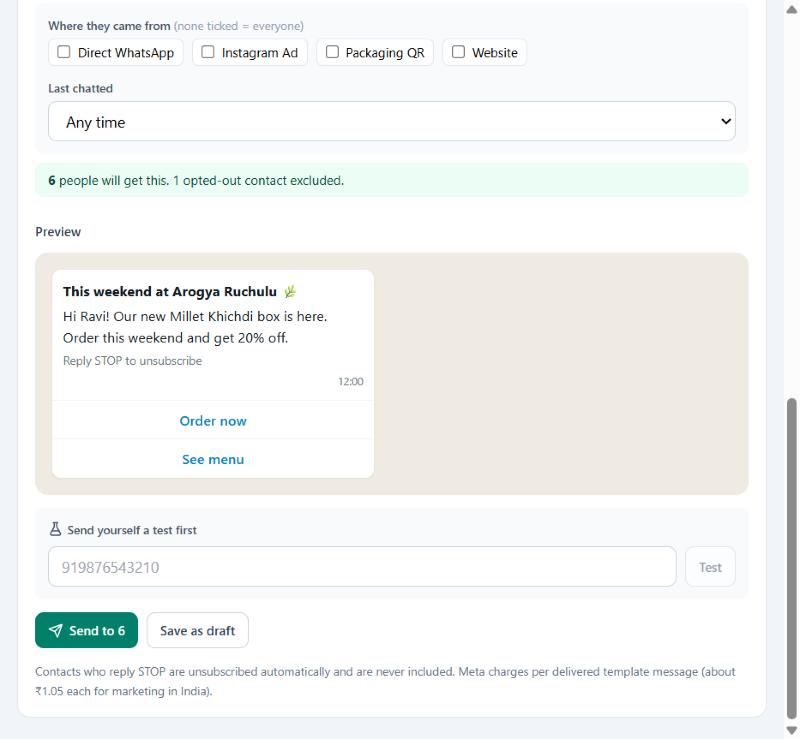 Where they came from (none ticked = everyone)
Direct WhatsApp
Instagram Ad
Packaging QR
Website
Last chatted
Any time
6 people will get this. 1 opted-out contact excluded.
Preview
This weekend at Arogya Ruchulu 🌿
Hi Ravi! Our new Millet Khichdi box is here.
Order this weekend and get 20% off.
Reply STOP to unsubscribe
12:00
Order now
See menu
Send yourself a test first
919876543210
Test
Send to 6
Save as draft
Contacts who reply STOP are unsubscribed automatically and are never included. Meta charges per delivered template message (about
₹1.05 each for marketing in India).